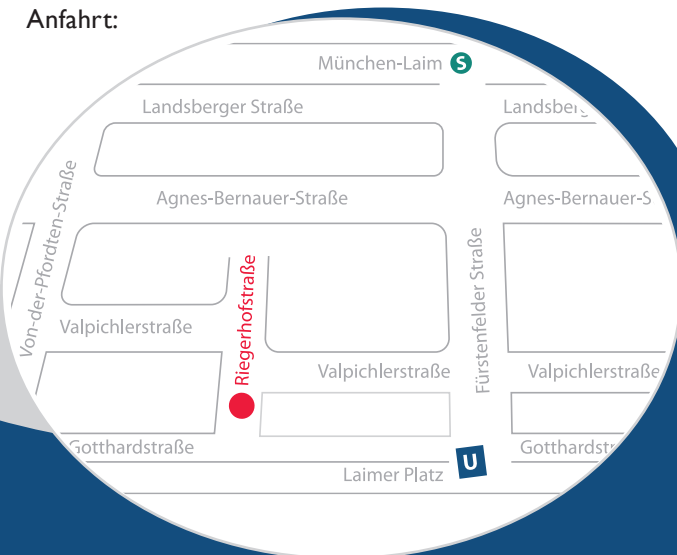 Anfahrt:
München-Laim S
Landsberger Straße
Landsberg
Agnes-Bernauer-Straße
Agnes-Bernauer-S
Von-der-Pfordten-Straße
Riegerhofstraße
Fürstenfelder Straße
Valpichlerstraße
Valpichlerstraße
Valpichlerstraße
Gotthardstraße
Gotthardstr
Laimer Platz U